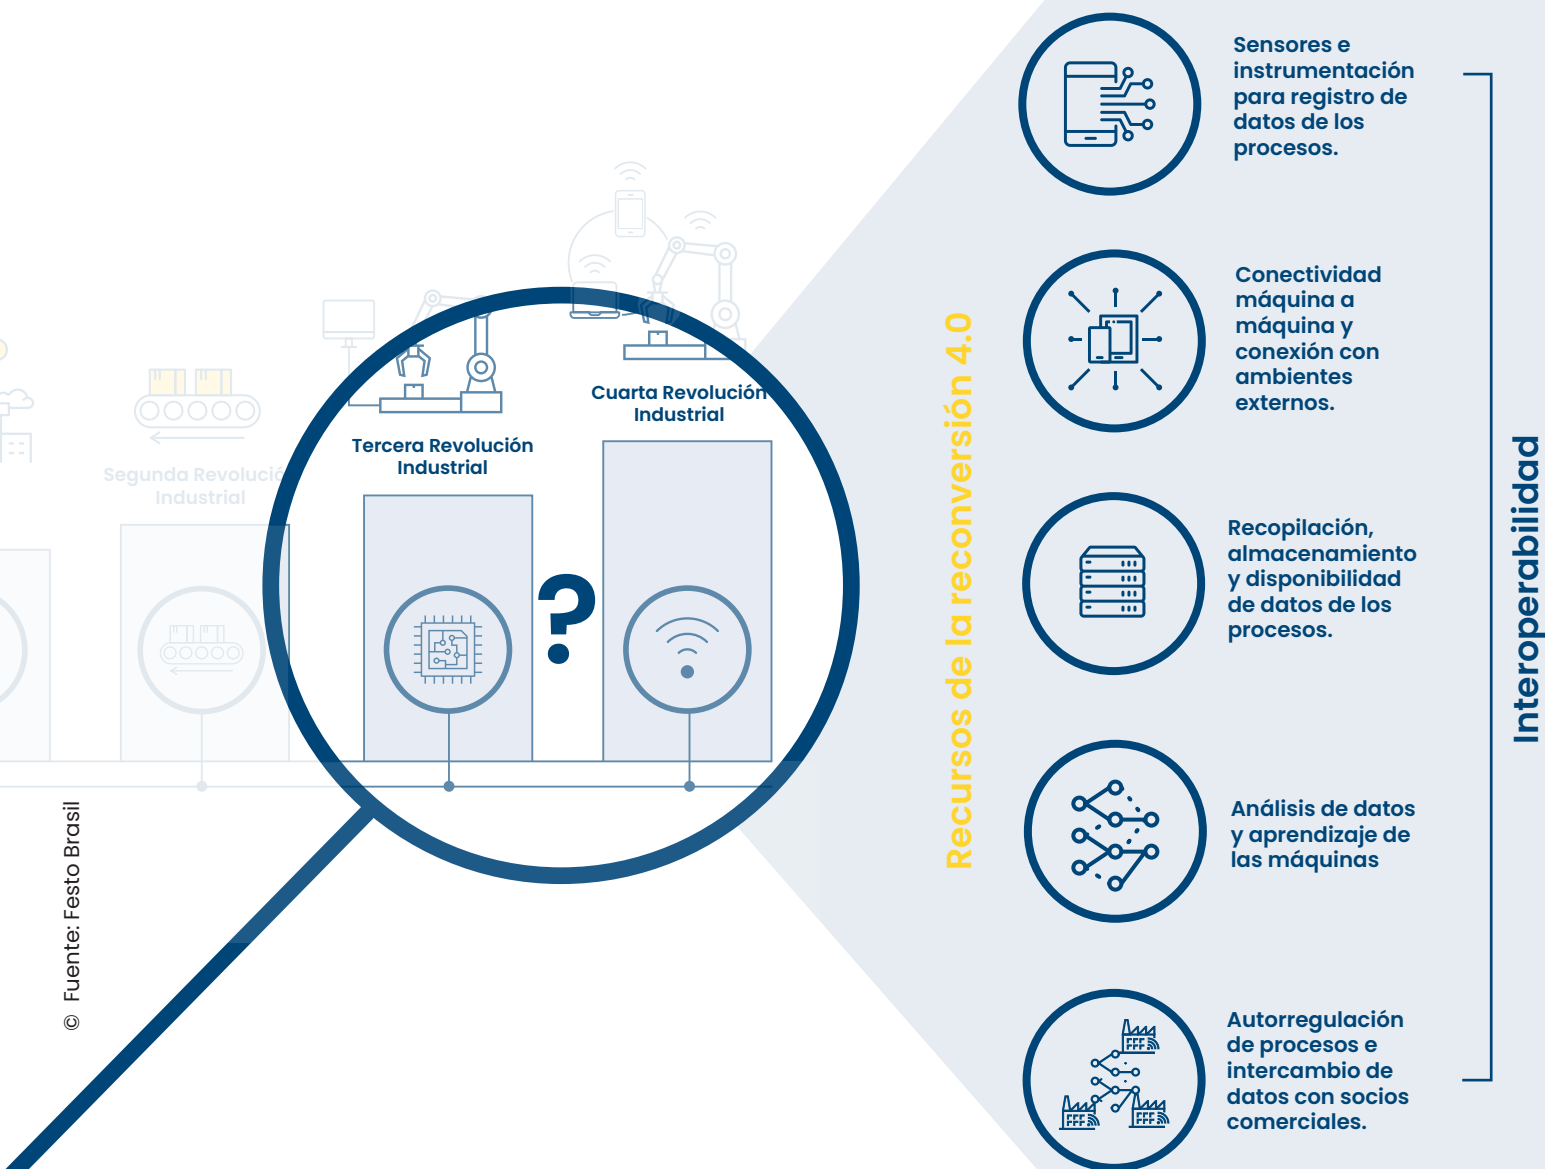 Segunda Revolució
Industrial
Tercera Revolución
Industrial
Cuarta Revolución
Industrial
?
© Fuente: Festo Brasil
Recursos de la reconversión 4.0
Sensores e
instrumentación
para registro de
datos de los
procesos.
Conectividad
máquina a
máquina y
conexión con
ambientes
externos.
Recopilación,
almacenamiento
y disponibilidad
de datos de los
procesos.
Análisis de datos
y aprendizaje de
las máquinas
Autorregulación
de procesos e
intercambio de
datos con socios
comerciales.
Interoperabilidad